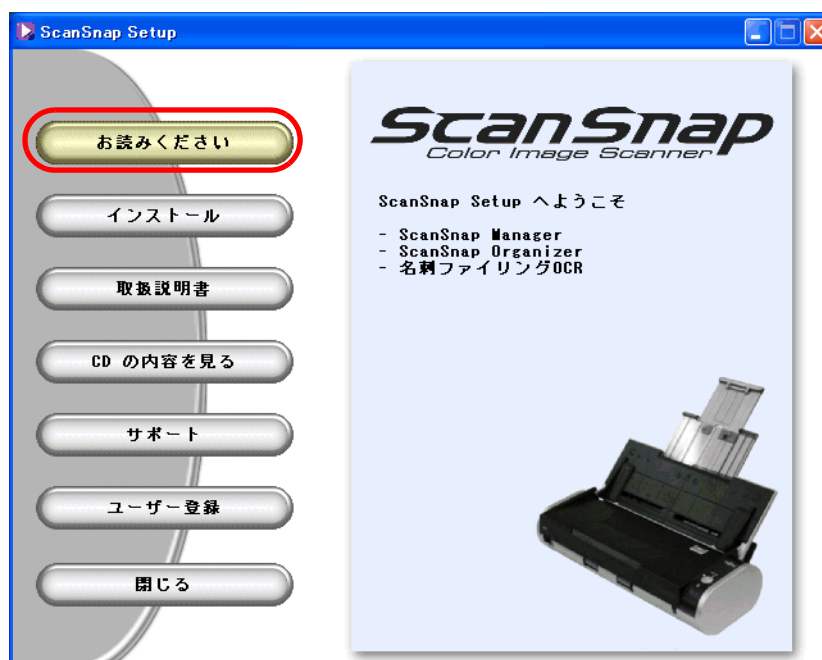 ScanSnap Setup
お読みください
インストール
取扱説明書
CD の内容を見る
サポート
ユーザー登録
閉じる
ScanSnap
Color Image Scanner
ScanSnap Setup へようこそ
- ScanSnap Manager
- ScanSnap Organizer
- 名刺ファイリングOCR